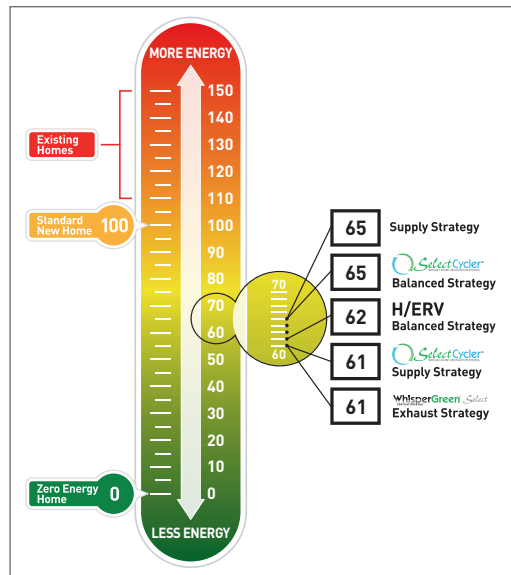 MORE ENERGY
150
140
130
120
110
100
90
80
70
60
50
40
30
20
10
0
LESS ENERGY
Existing
Homes
Standard
New Home
100
Zero Energy
Home
0
70
60
65
Supply Strategy
65
SelectCycler
Balanced Strategy
62
H/ERV
Balanced Strategy
61
SelectCycler
Supply Strategy
61
WhisperGreen Select
Exhaust Strategy